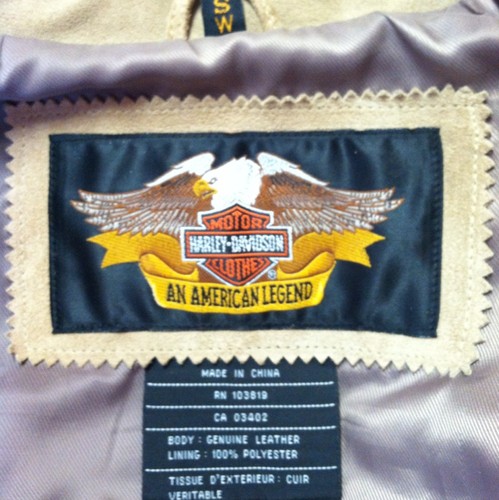 SW
MOTOR
HARLEY-DAVIDSON
CLOTHES
®
AN AMERICAN LEGEND
MADE IN CHINA
RN 103819
CA 03402
BODY : GENUINE LEATHER
LINING : 100% POLYESTER
TISSUE D'EXTERIEUR : CUIR
VERITABLE